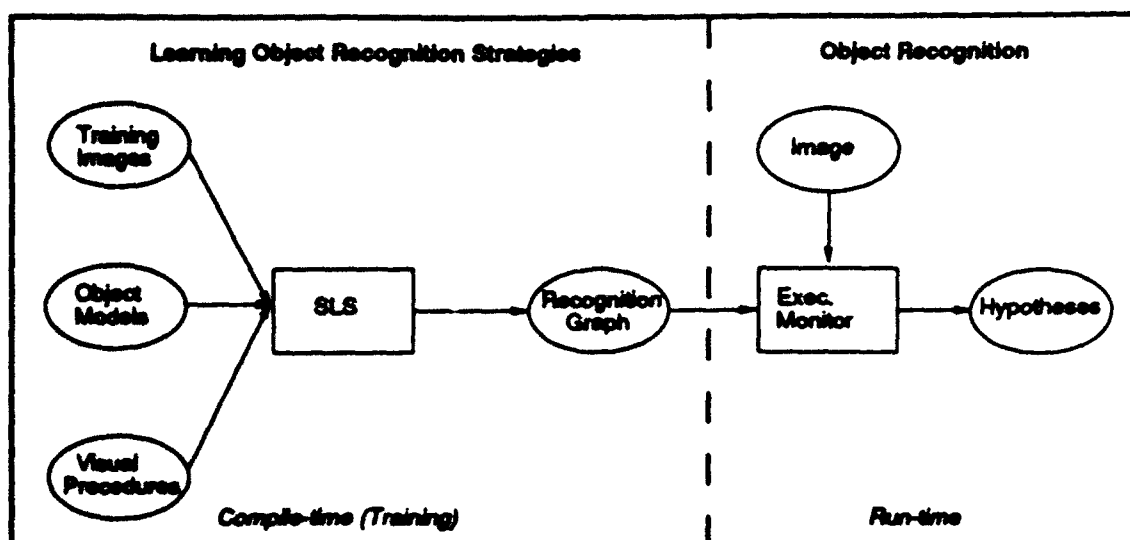 Learning Object Recognition Strategies
Object Recognition
Training
Images
Image
Object
Models
SLS
Recognition
Graph
Exec.
Monitor
Hypotheses
Visual
Procedures
Compile-time (Training)
Run-time